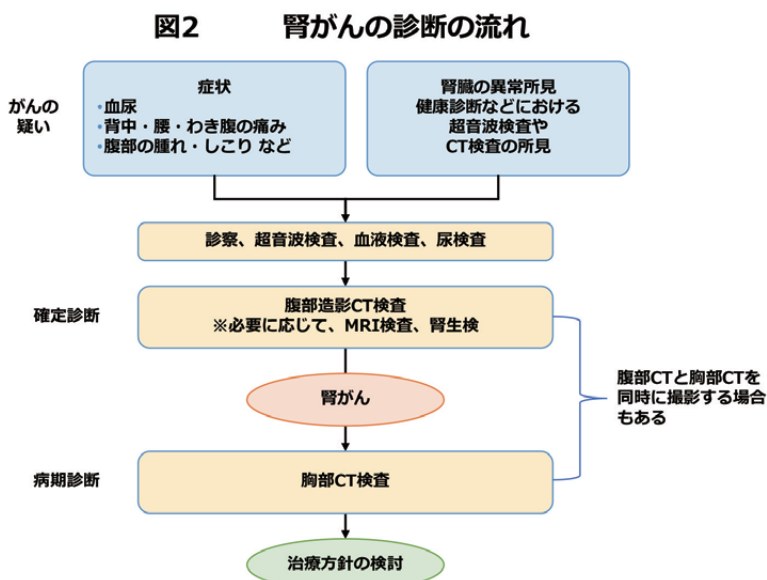 図2 腎がんの診断の流れ
がんの
疑い
症状
・血尿
・背中・腰・わき腹の痛み
・腹部の腫れ・しこり など
腎臓の異常所見
健康診断などにおける
超音波検査や
CT検査の所見
診察、超音波検査、血液検査、尿検査
確定診断
腹部造影CT検査
※必要に応じて、MRI検査、腎生検
腎がん
腹部CTと胸部CTを
同時に撮影する場合
もある
病期診断
胸部CT検査
治療方針の検討